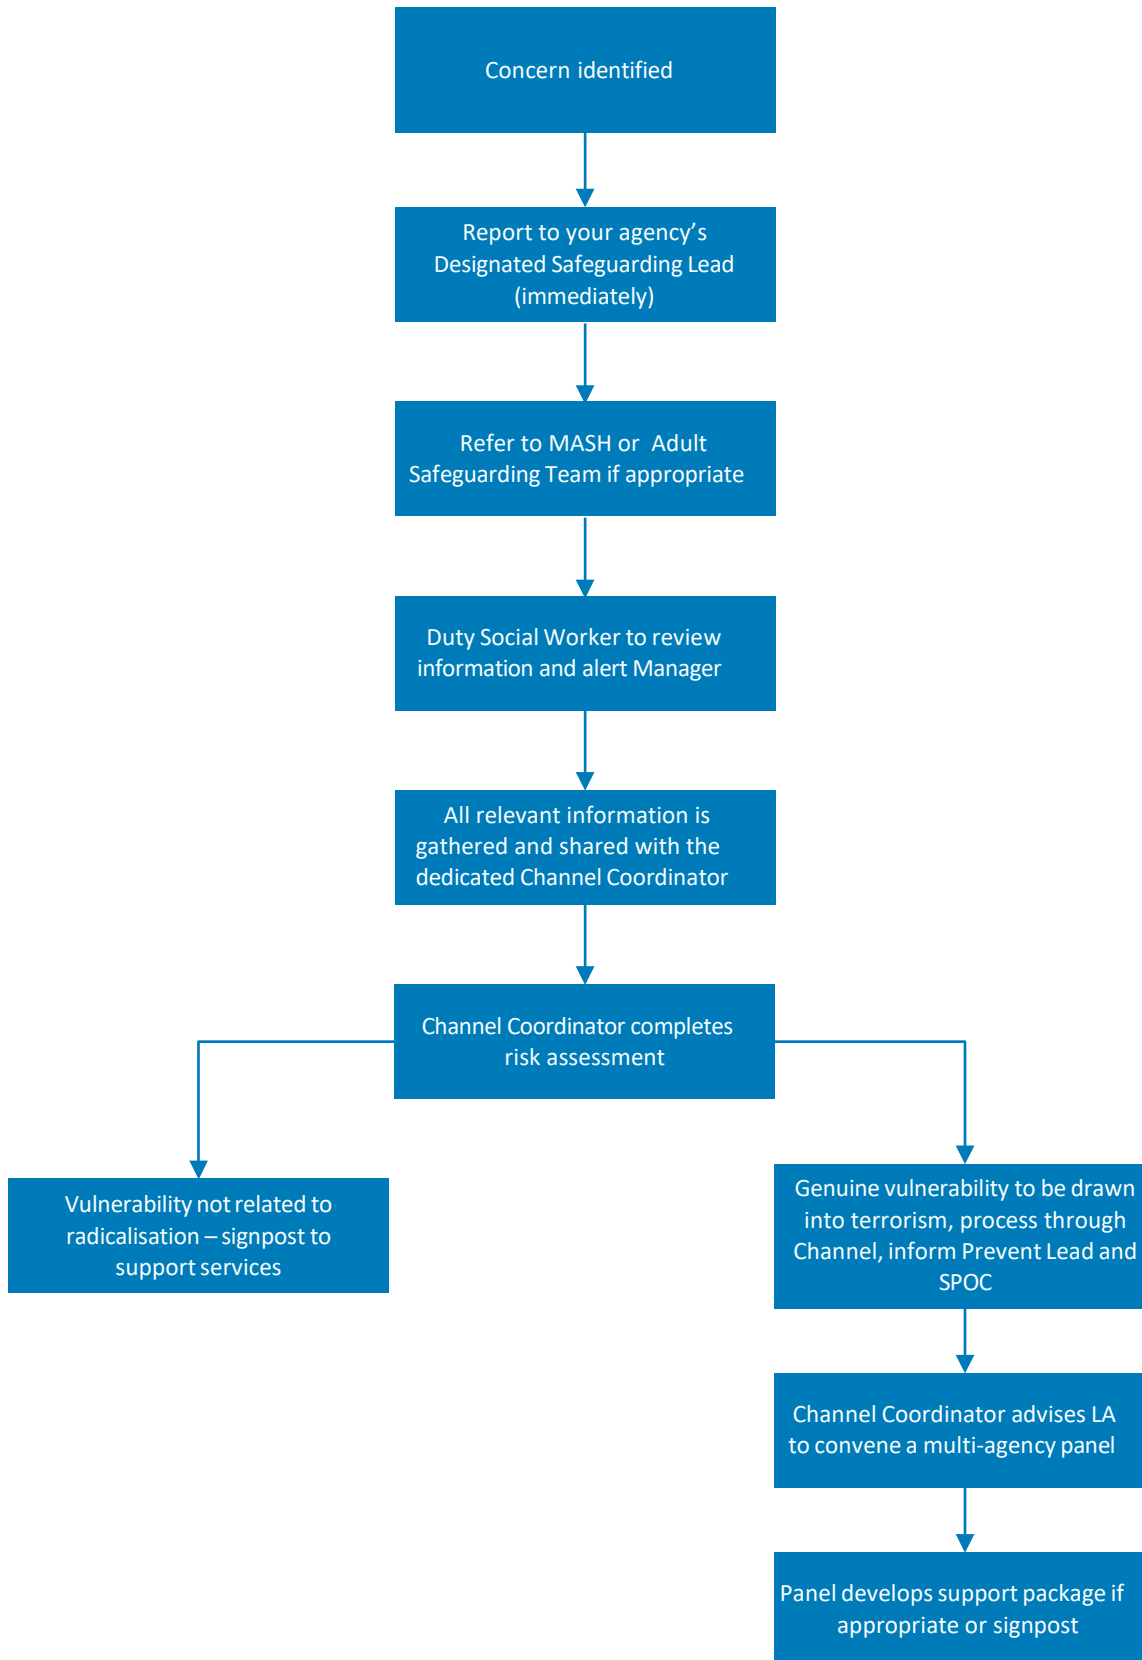 Concern identified
Report to your agency’s
Designated Safeguarding Lead
(immediately)
Refer to MASH or Adult
Safeguarding Team if appropriate
Duty Social Worker to review
information and alert Manager
All relevant information is
gathered and shared with the
dedicated Channel Coordinator
Channel Coordinator completes
risk assessment
Vulnerability not related to
radicalisation – signpost to
support services
Genuine vulnerability to be drawn
into terrorism, process through
Channel, inform Prevent Lead and
SPOC
Channel Coordinator advises LA
to convene a multi-agency panel
Panel develops support package if
appropriate or signpost